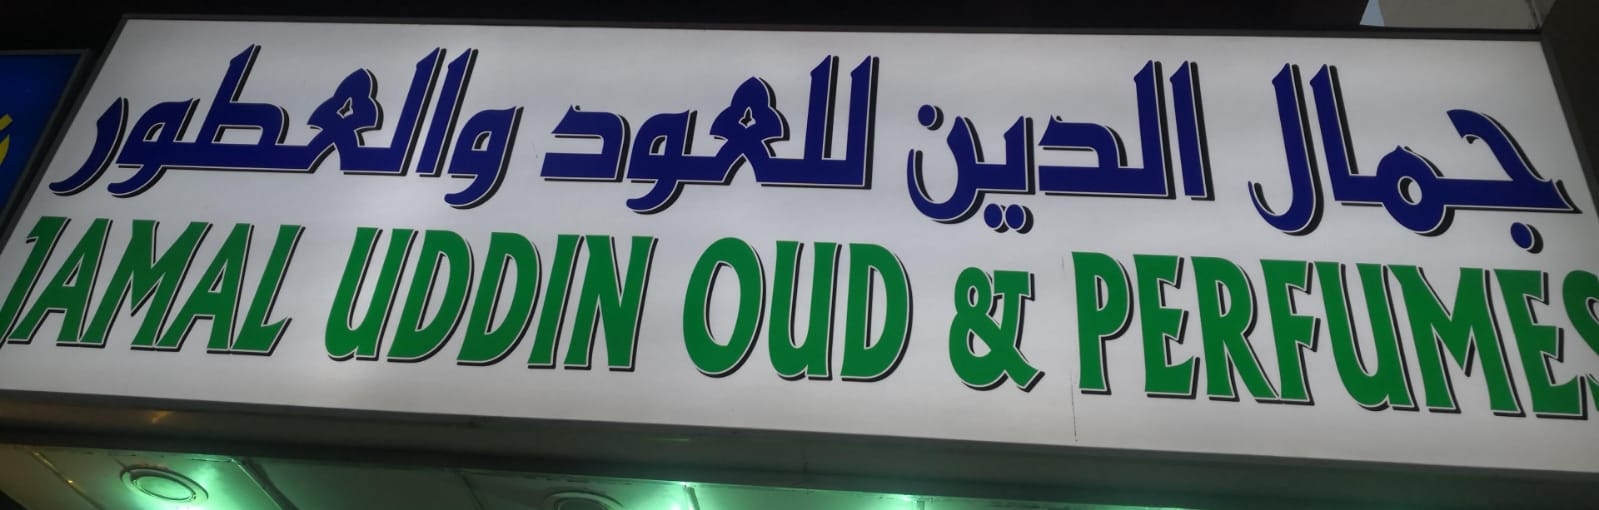 جمال الدين للعود والعطور
JAMAL UDDIN OUD & PERFUMES